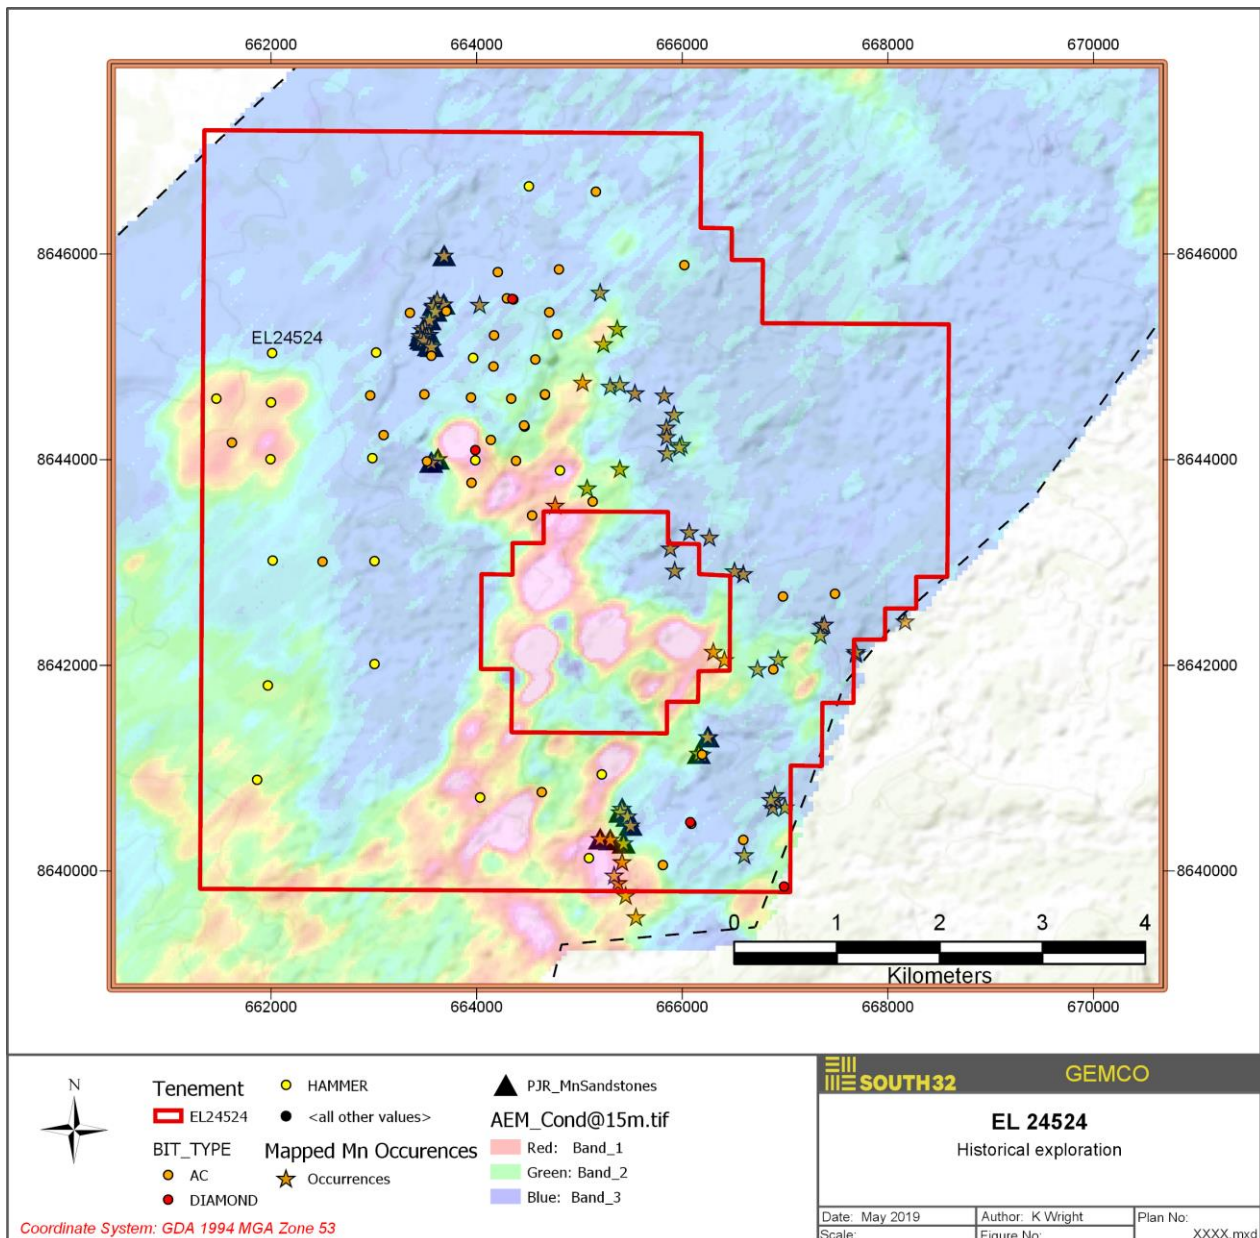 662000 664000 666000 668000 670000
8646000 8646000
EL24524
8644000 8644000
8642000 8642000
8640000 8640000
0 1 2 3 4
Kilometers
662000 664000 666000 668000 670000
N
Tenement
EL24524
BIT_TYPE
AC
DIAMOND
HAMMER
<all other values>
Mapped Mn Occurences
Occurrences
PJR_MnSandstones
AEM_Cond@15m.tif
Red: Band_1
Green: Band_2
Blue: Band_3
Coordinate System: GDA 1994 MGA Zone 53
SOUTH32 GEMCO
EL 24524
Historical exploration
Date: May 2019 Author: K Wright Plan No:
Scale: Figure No: XXXX.mxd